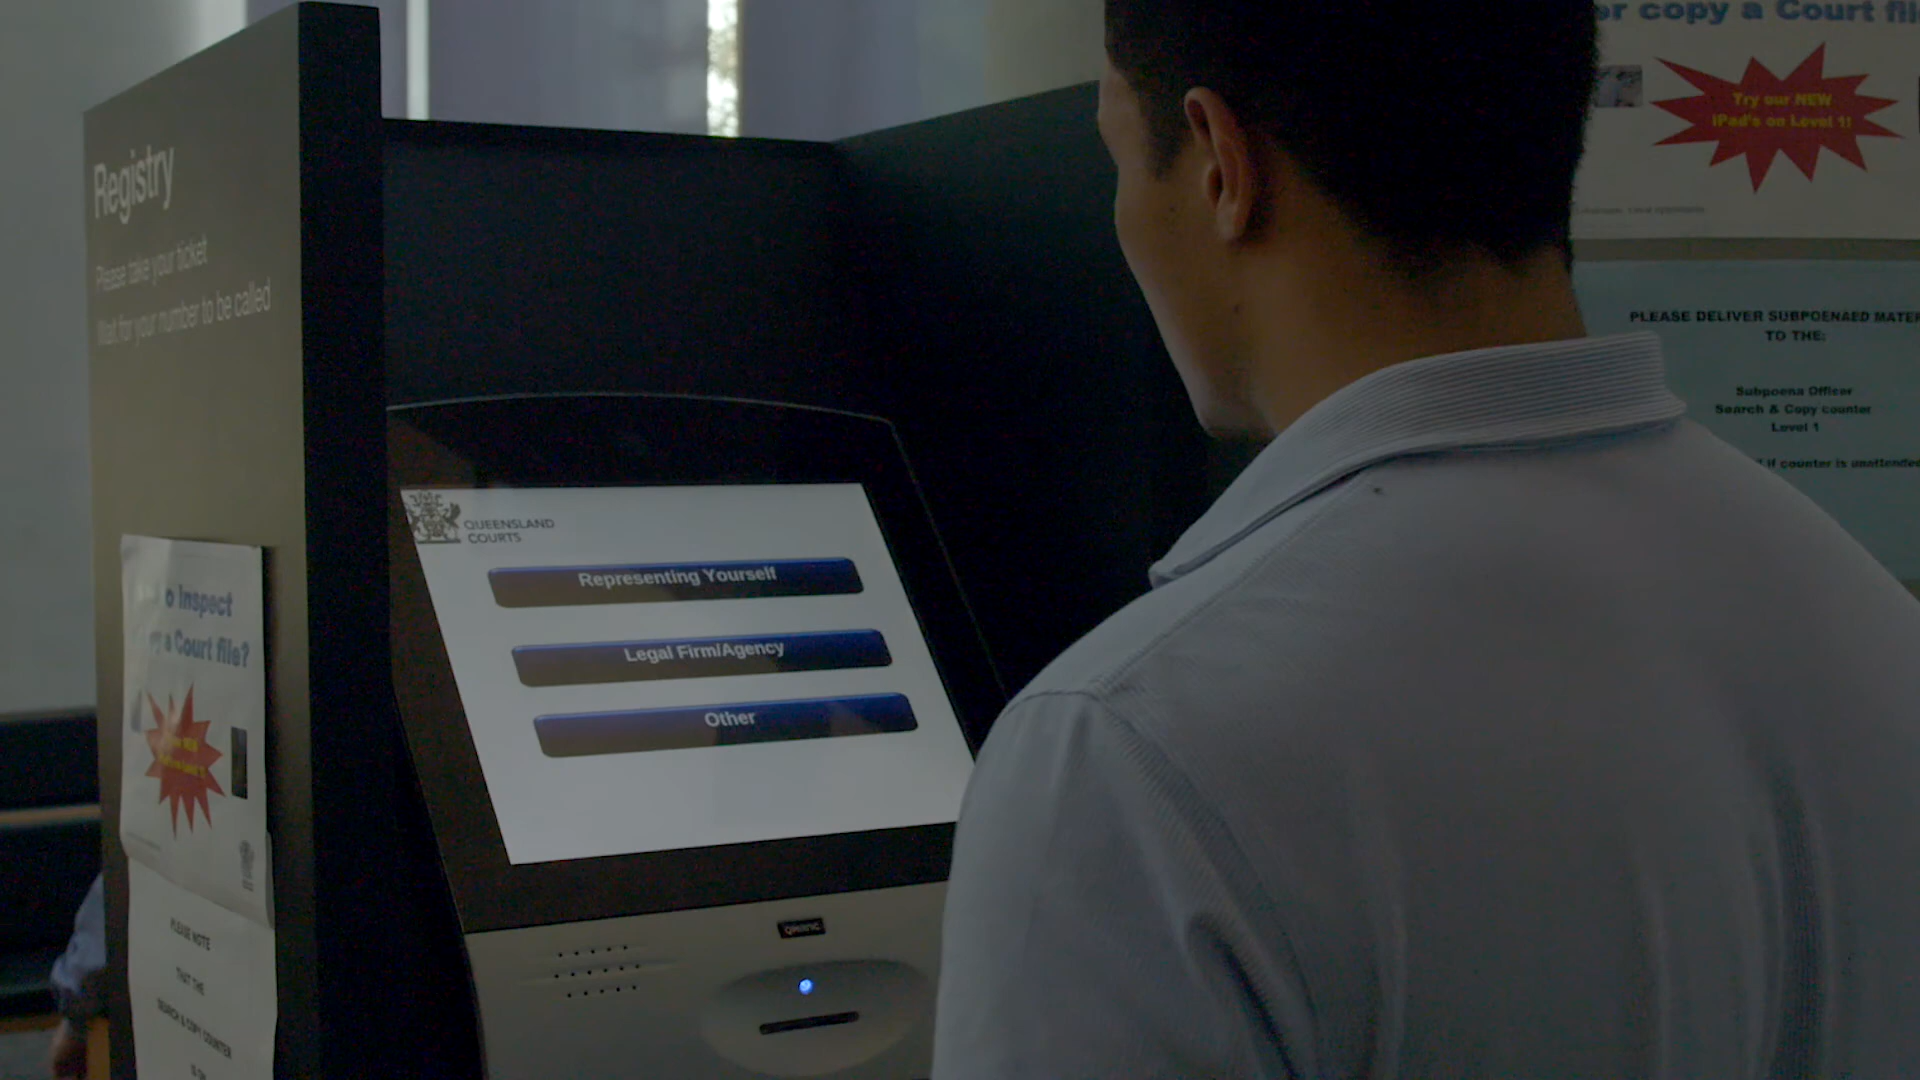 Registry
Please take your ticket
Wait for your number to be called
o Inspect
a Court file?
PLEASE NOTE
THAT THE
SEARCH & COPY COUNTER
QUEENSLAND
COURTS
Representing Yourself
Legal Firm/Agency
Other
QMATIC
or copy a Court fil
Try our NEW
iPad's on Level 1!
PLEASE DELIVER SUBPOENAED MATER
TO THE:
Subpoena Officer
Search & Copy counter
Level 1
if counter is unattended